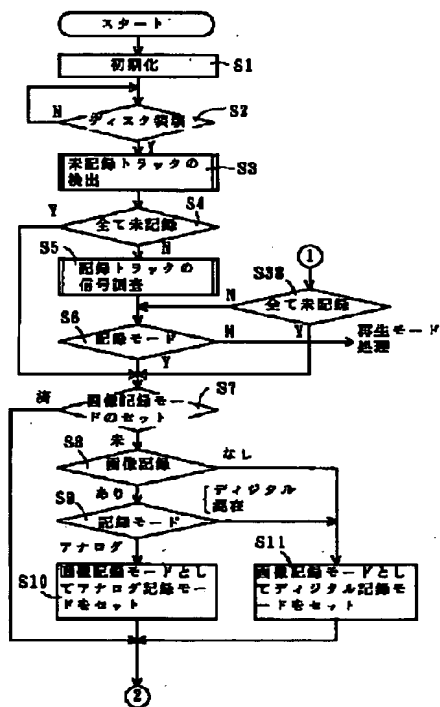 スタート
初期化
S1
ディスク装填
S2
N
Y
未記録トラックの
検出
S3
Y
全て未記録
S4
N
S5
記録トラックの
信号調査
1
S38
N
全て未記録
Y
S6
記録モード
N
再生モード
処理
Y
済
画像記録モー
ドのセット
S7
未
S8
画像記録
なし
あり
S9
記録モード
ディジタル
混在
アナログ
S10
画像記録モードとし
てアナログ記録モー
ドをセット
S11
画像記録モードとし
てディジタル記録モ
ードをセット
2